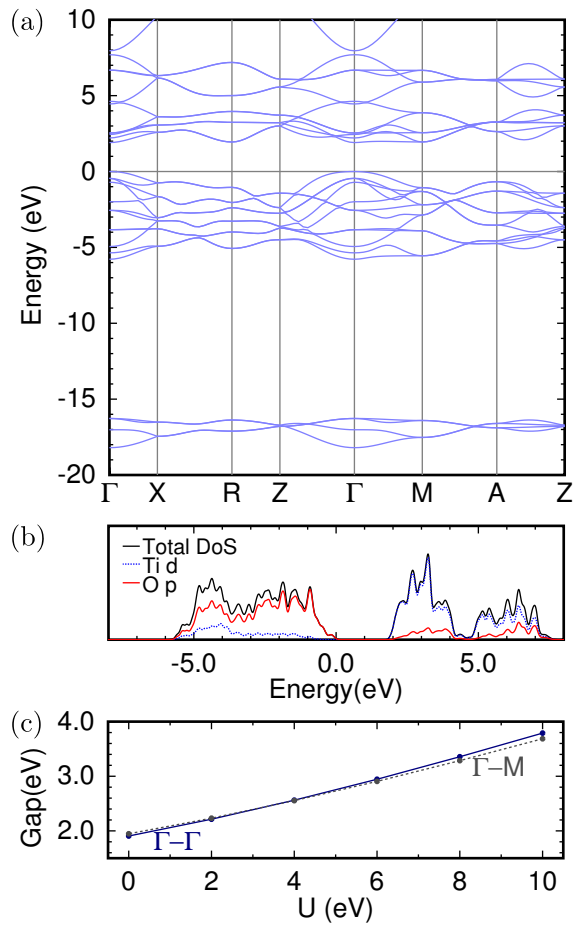 (a)
10
5
0
-5
-10
-15
-20
Energy (eV)
Γ X R Z Γ M A Z
(b)
Total DoS
Ti d
O p
-5.0 0.0 5.0
Energy(eV)
(c)
4.0
3.0
2.0
Gap(eV)
Γ–M
Γ–Γ
0 2 4 6 8 10
U (eV)